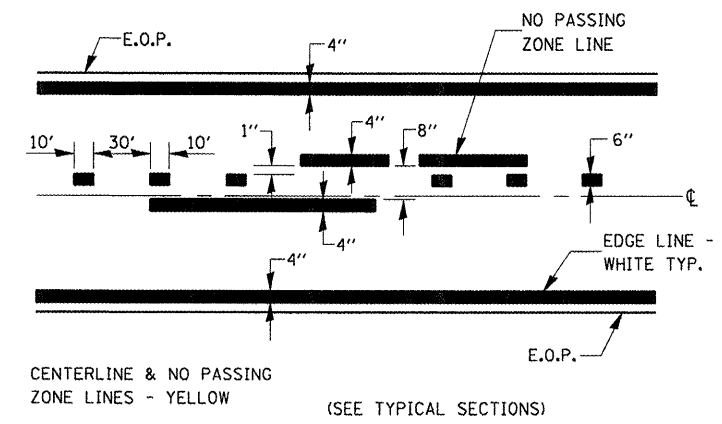 NO PASSING
ZONE LINE
E.O.P.
4"
10'
30'
10'
1"
4"
8"
6"
℄
4"
4"
EDGE LINE -
WHITE TYP.
E.O.P.
CENTERLINE & NO PASSING
ZONE LINES - YELLOW
(SEE TYPICAL SECTIONS)